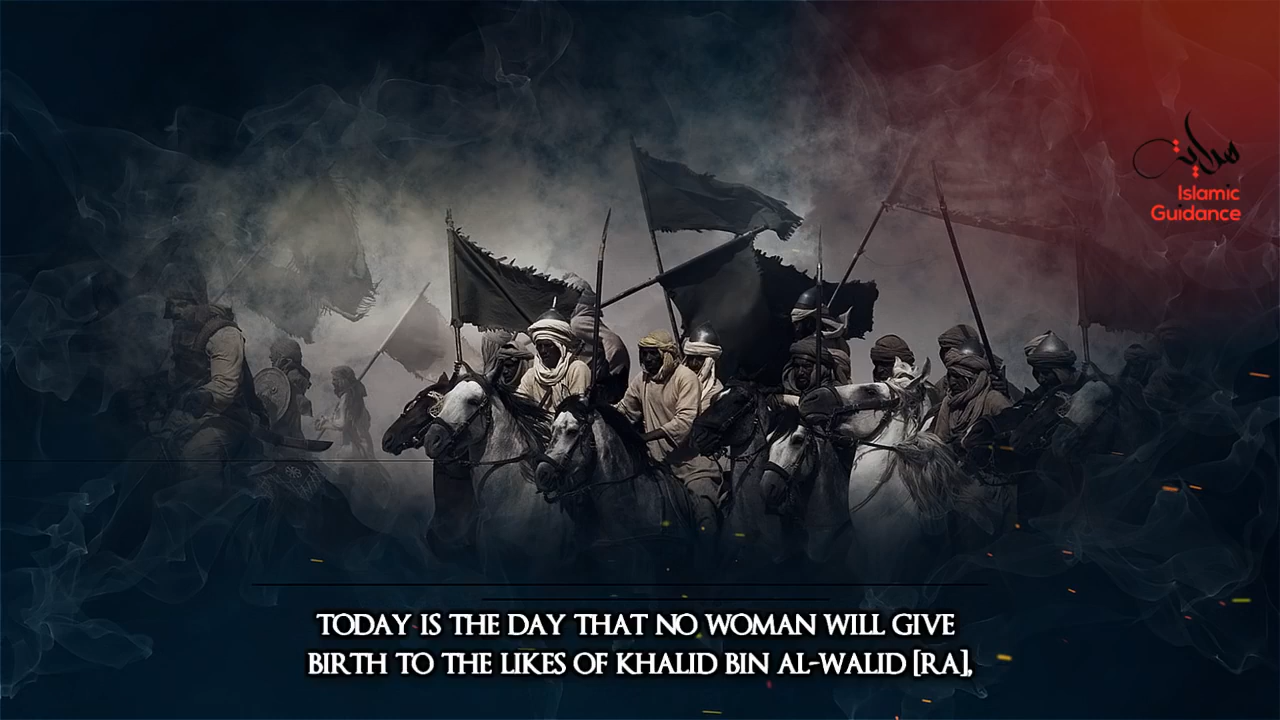 هداية
Islamic
Guidance
TODAY IS THE DAY THAT NO WOMAN WILL GIVE
BIRTH TO THE LIKES OF KHALID BIN AL-WALID [RA],